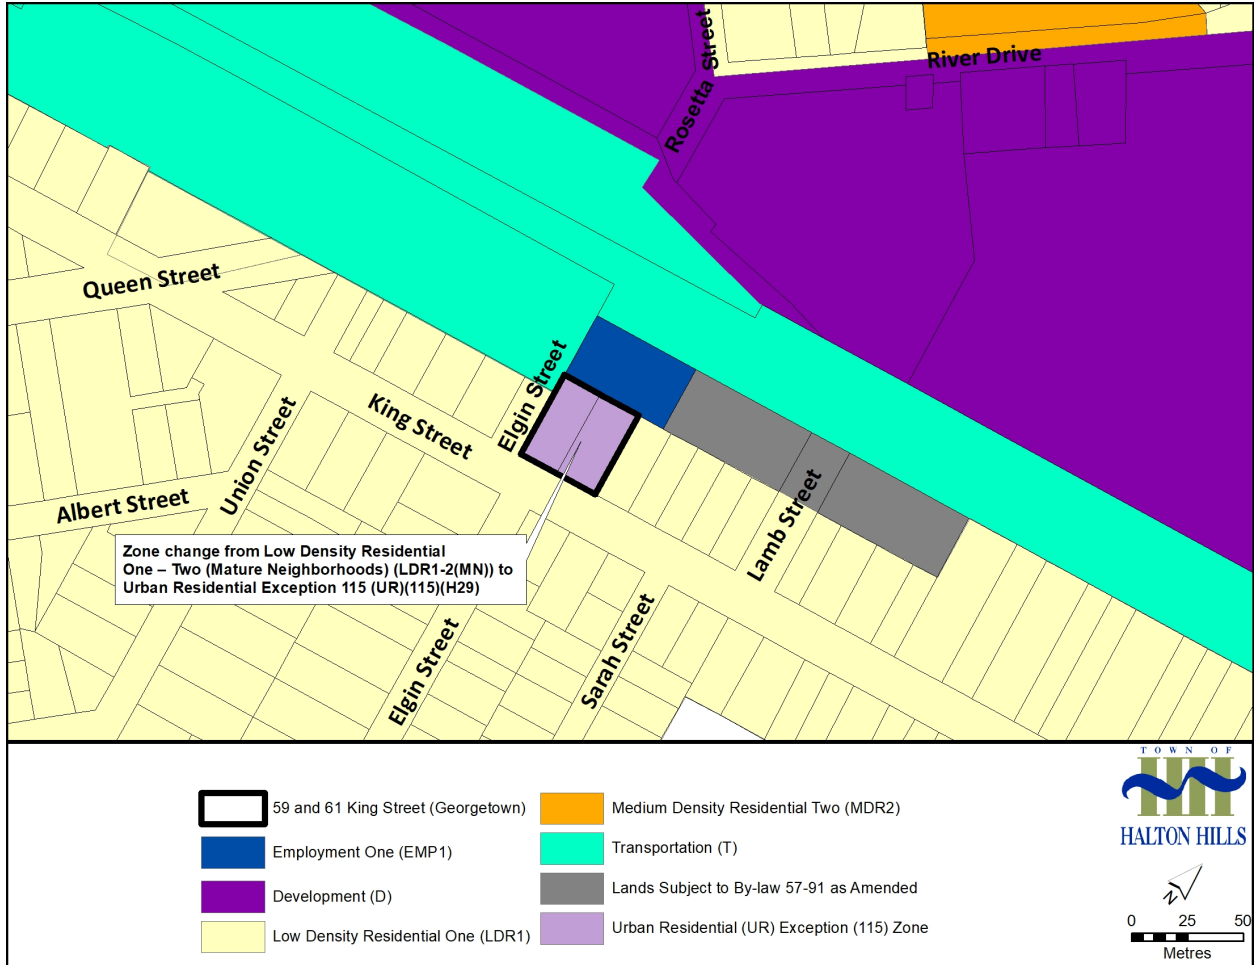 Rosetta Street
River Drive
Queen Street
Elgin Street
King Street
Union Street
Albert Street
Lamb Street
Zone change from Low Density Residential
One – Two (Mature Neighborhoods) (LDR1-2(MN)) to
Urban Residential Exception 115 (UR)(115)(H29)
Elgin Street
Sarah Street
59 and 61 King Street (Georgetown)
Employment One (EMP1)
Development (D)
Low Density Residential One (LDR1)
Medium Density Residential Two (MDR2)
Transportation (T)
Lands Subject to By-law 57-91 as Amended
Urban Residential (UR) Exception (115) Zone
TOWN OF
HALTON HILLS
N
0 25 50
Metres